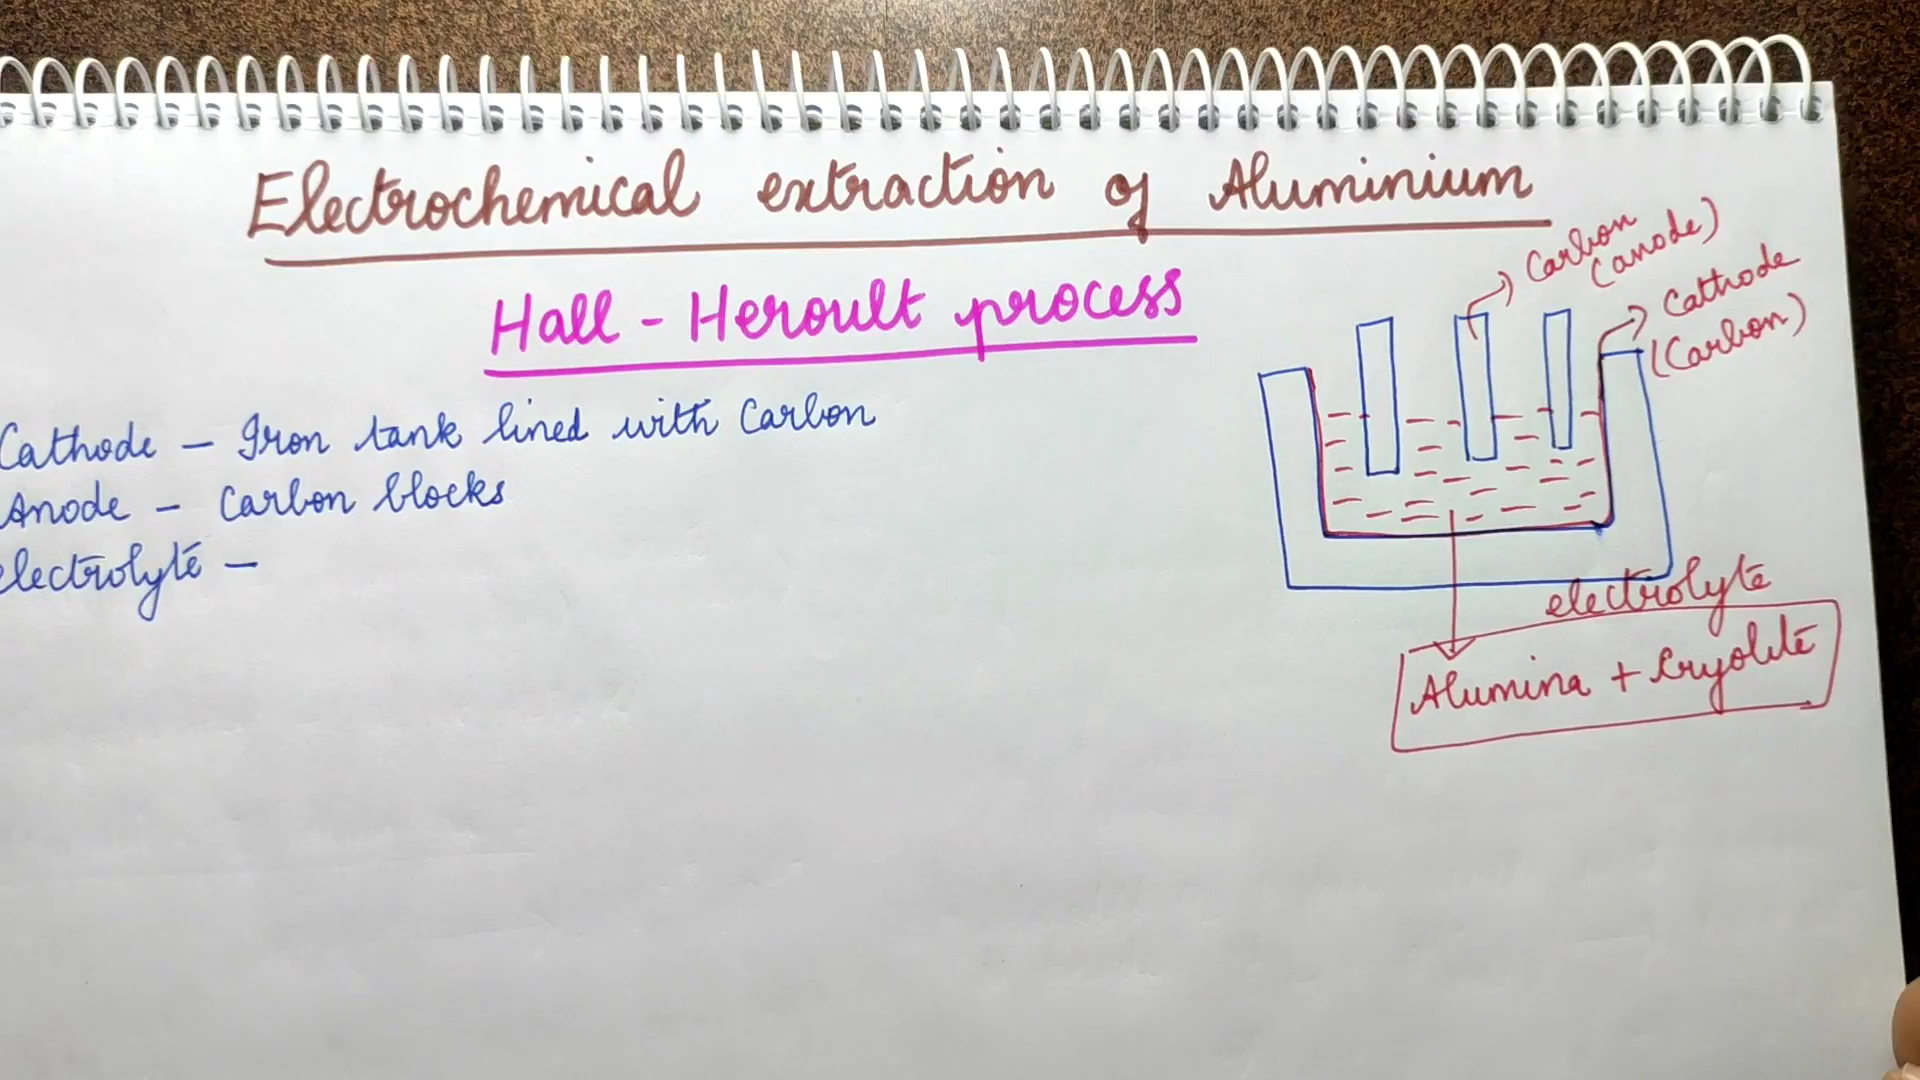 Electrochemical extraction of Aluminium
Hall - Heroult process
Cathode - Iron tank lined with Carbon
Anode - Carbon blocks
electrolyte -
Carbon
(anode)
Cathode
(Carbon)
electrolyte
Alumina + Cryolite